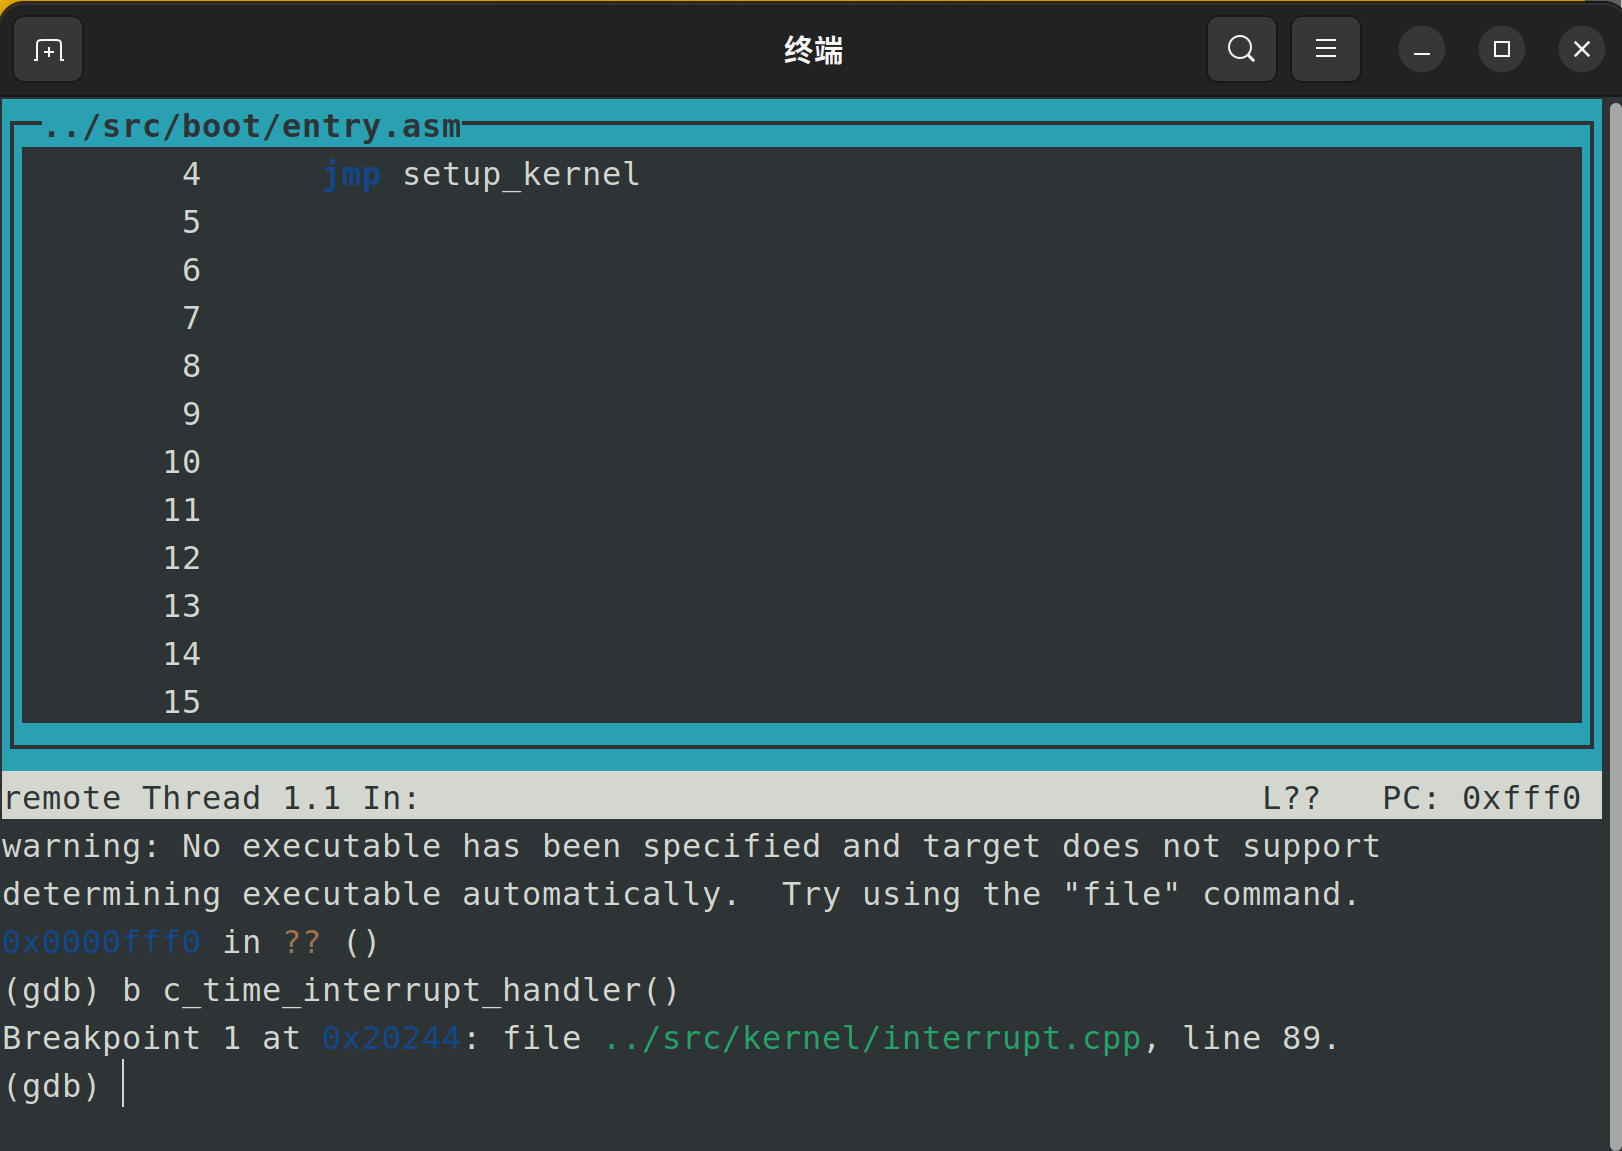 终端
../src/boot/entry.asm
4 jmp setup_kernel
5
6
7
8
9
10
11
12
13
14
15
remote Thread 1.1 In: L?? PC: 0xfff0
warning: No executable has been specified and target does not support
determining executable automatically.  Try using the "file" command.
0x0000fff0 in ?? ()
(gdb) b c_time_interrupt_handler()
Breakpoint 1 at 0x20244: file ../src/kernel/interrupt.cpp, line 89.
(gdb)